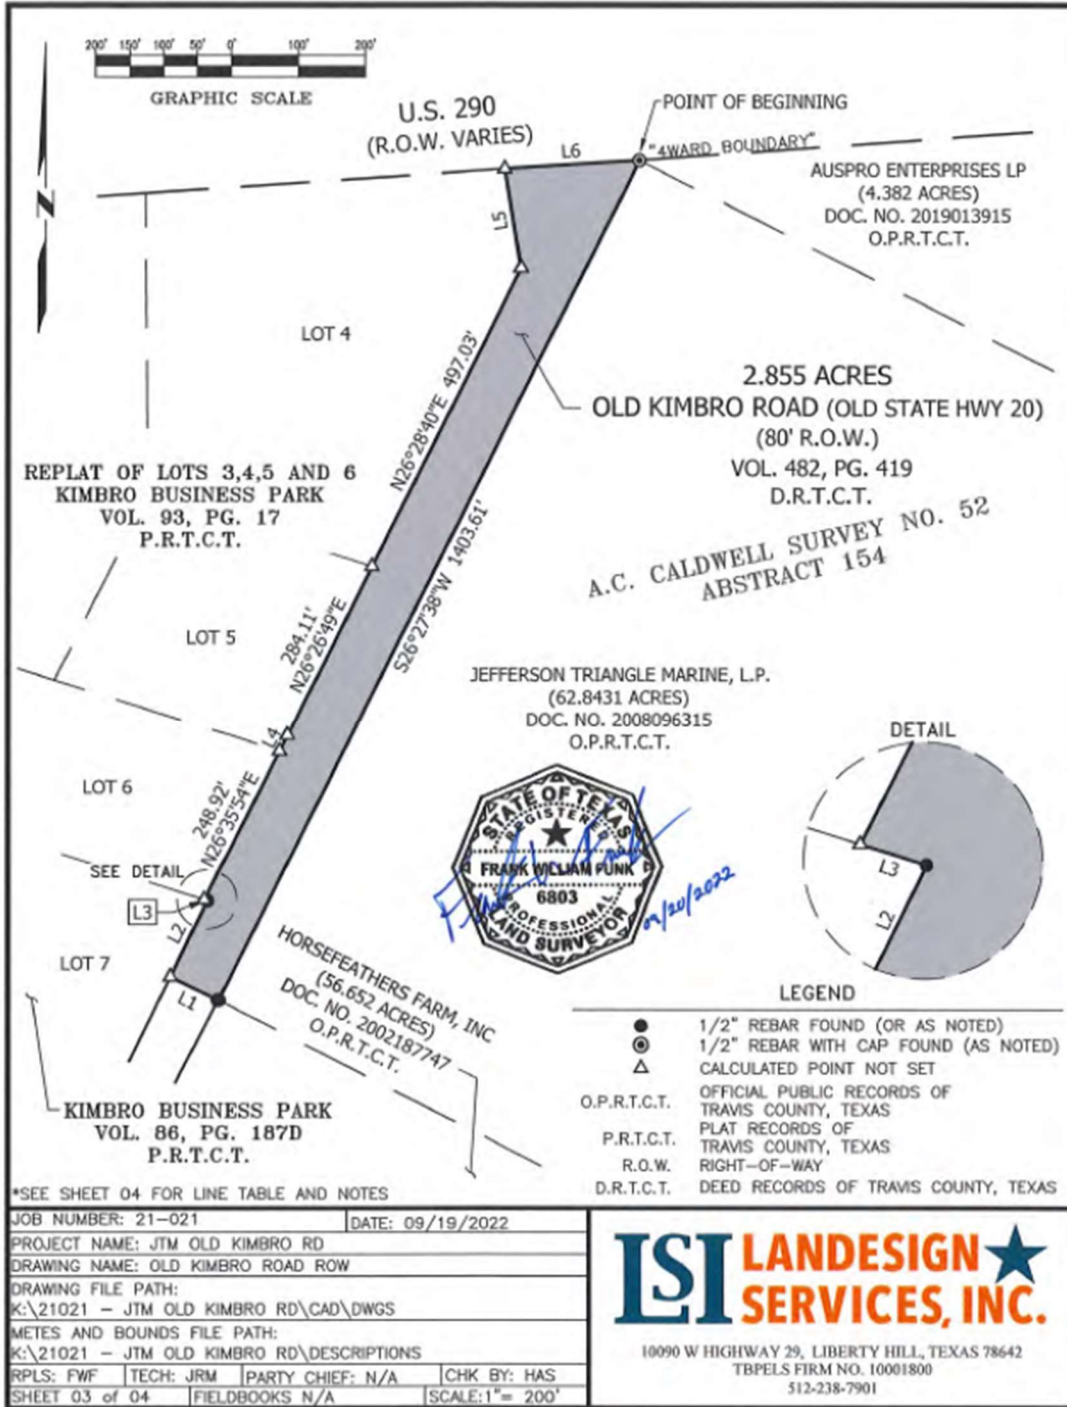 200' 150' 100' 50' 0' 100' 200'
GRAPHIC SCALE
N
U.S. 290
(R.O.W. VARIES)
POINT OF BEGINNING
"4WARD BOUNDARY"
L6
L5
AUSPRO ENTERPRISES LP
(4.382 ACRES)
DOC. NO. 2019013915
O.P.R.T.C.T.
LOT 4
N26°28'40"E 497.03'
2.855 ACRES
OLD KIMBRO ROAD (OLD STATE HWY 20)
(80' R.O.W.)
VOL. 482, PG. 419
D.R.T.C.T.
REPLAT OF LOTS 3,4,5 AND 6
KIMBRO BUSINESS PARK
VOL. 93, PG. 17
P.R.T.C.T.
S26°27'38"W 1403.61'
A.C. CALDWELL SURVEY NO. 52
ABSTRACT 154
LOT 5
284.11'
N26°26'49"E
JEFFERSON TRIANGLE MARINE, L.P.
(62.8431 ACRES)
DOC. NO. 2008096315
O.P.R.T.C.T.
L4
LOT 6
248.92'
N26°35'54"E
STATE OF TEXAS
REGISTERED
FRANK WILLIAM FUNK
6803
PROFESSIONAL
LAND SURVEYOR
09/20/2022
DETAIL
L3
L2
SEE DETAIL
L3
L2
LOT 7
L1
HORSEFEATHERS FARM, INC
(56.652 ACRES)
DOC. NO. 2002187747
O.P.R.T.C.T.
KIMBRO BUSINESS PARK
VOL. 86, PG. 187D
P.R.T.C.T.
LEGEND
1/2" REBAR FOUND (OR AS NOTED)
1/2" REBAR WITH CAP FOUND (AS NOTED)
CALCULATED POINT NOT SET
O.P.R.T.C.T. OFFICIAL PUBLIC RECORDS OF
TRAVIS COUNTY, TEXAS
P.R.T.C.T. PLAT RECORDS OF
TRAVIS COUNTY, TEXAS
R.O.W. RIGHT-OF-WAY
D.R.T.C.T. DEED RECORDS OF TRAVIS COUNTY, TEXAS
*SEE SHEET 04 FOR LINE TABLE AND NOTES
JOB NUMBER: 21-021 DATE: 09/19/2022
PROJECT NAME: JTM OLD KIMBRO RD
DRAWING NAME: OLD KIMBRO ROAD ROW
DRAWING FILE PATH:
K:\21021 - JTM OLD KIMBRO RD\CAD\DWGS
METES AND BOUNDS FILE PATH:
K:\21021 - JTM OLD KIMBRO RD\DESCRIPTIONS
RPLS: FWF TECH: JRM PARTY CHIEF: N/A CHK BY: HAS
SHEET 03 of 04 FIELDBOOKS N/A SCALE:1"= 200'
LSI LANDESIGN
SERVICES, INC.
10090 W HIGHWAY 29, LIBERTY HILL, TEXAS 78642
TBPELS FIRM NO. 10001800
512-238-7901